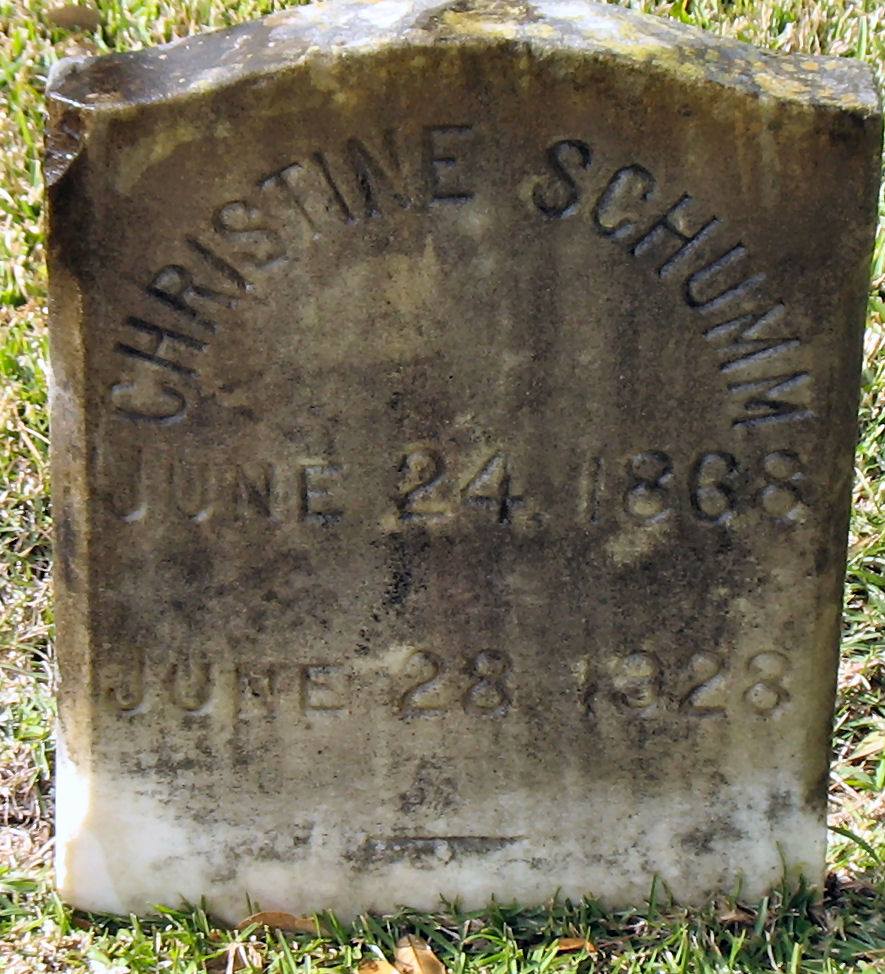 CHRISTINE SCHUMM
JUNE 24, 1868
JUNE 28 1928